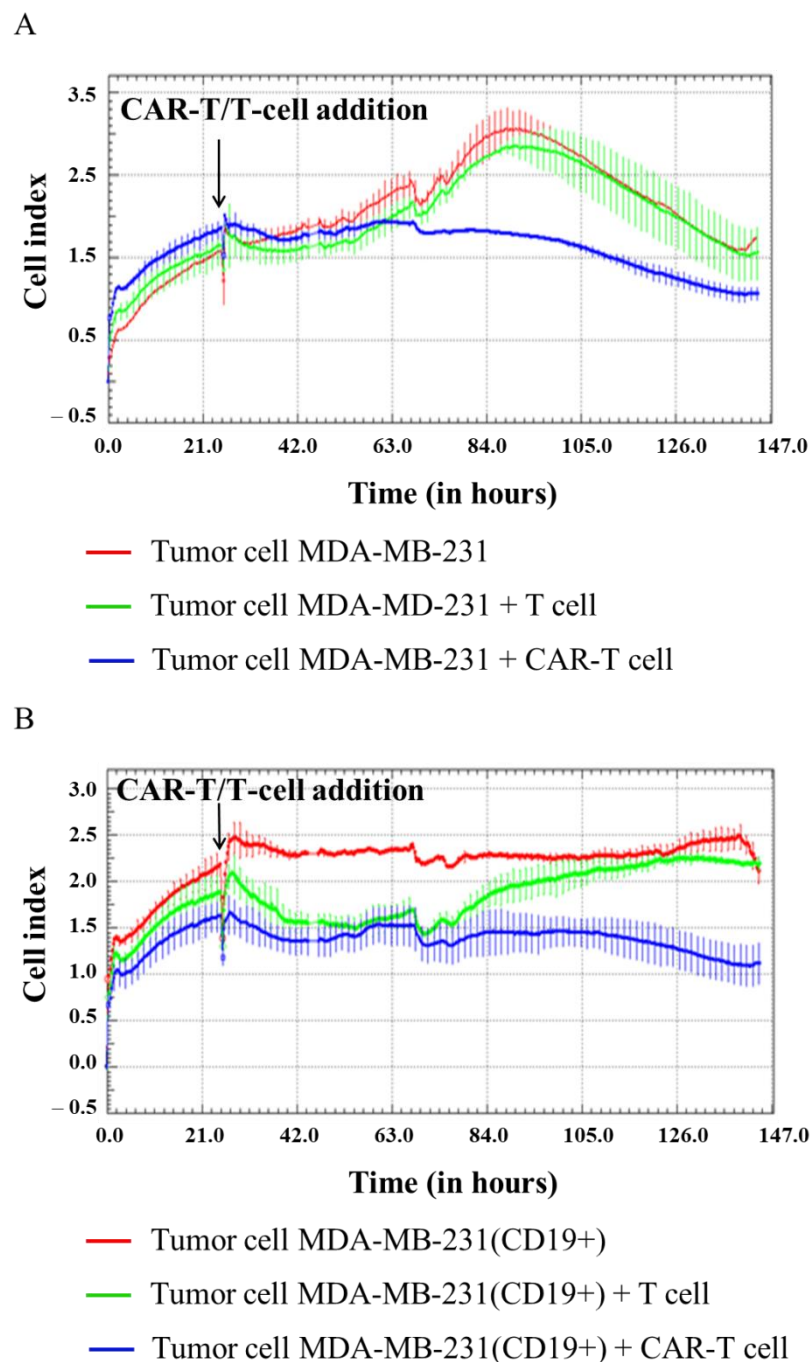 A
CAR-T/T-cell addition
3.5
2.5
1.5
0.5
– 0.5
Cell index
0.0 21.0 42.0 63.0 84.0 105.0 126.0 147.0
Time (in hours)
Tumor cell MDA-MB-231
Tumor cell MDA-MD-231 + T cell
Tumor cell MDA-MB-231 + CAR-T cell
B
CAR-T/T-cell addition
3.0
2.5
2.0
1.5
1.0
0.0
– 0.5
Cell index
0.0 21.0 42.0 63.0 84.0 105.0 126.0 147.0
Time (in hours)
Tumor cell MDA-MB-231(CD19+)
Tumor cell MDA-MB-231(CD19+) + T cell
Tumor cell MDA-MB-231(CD19+) + CAR-T cell